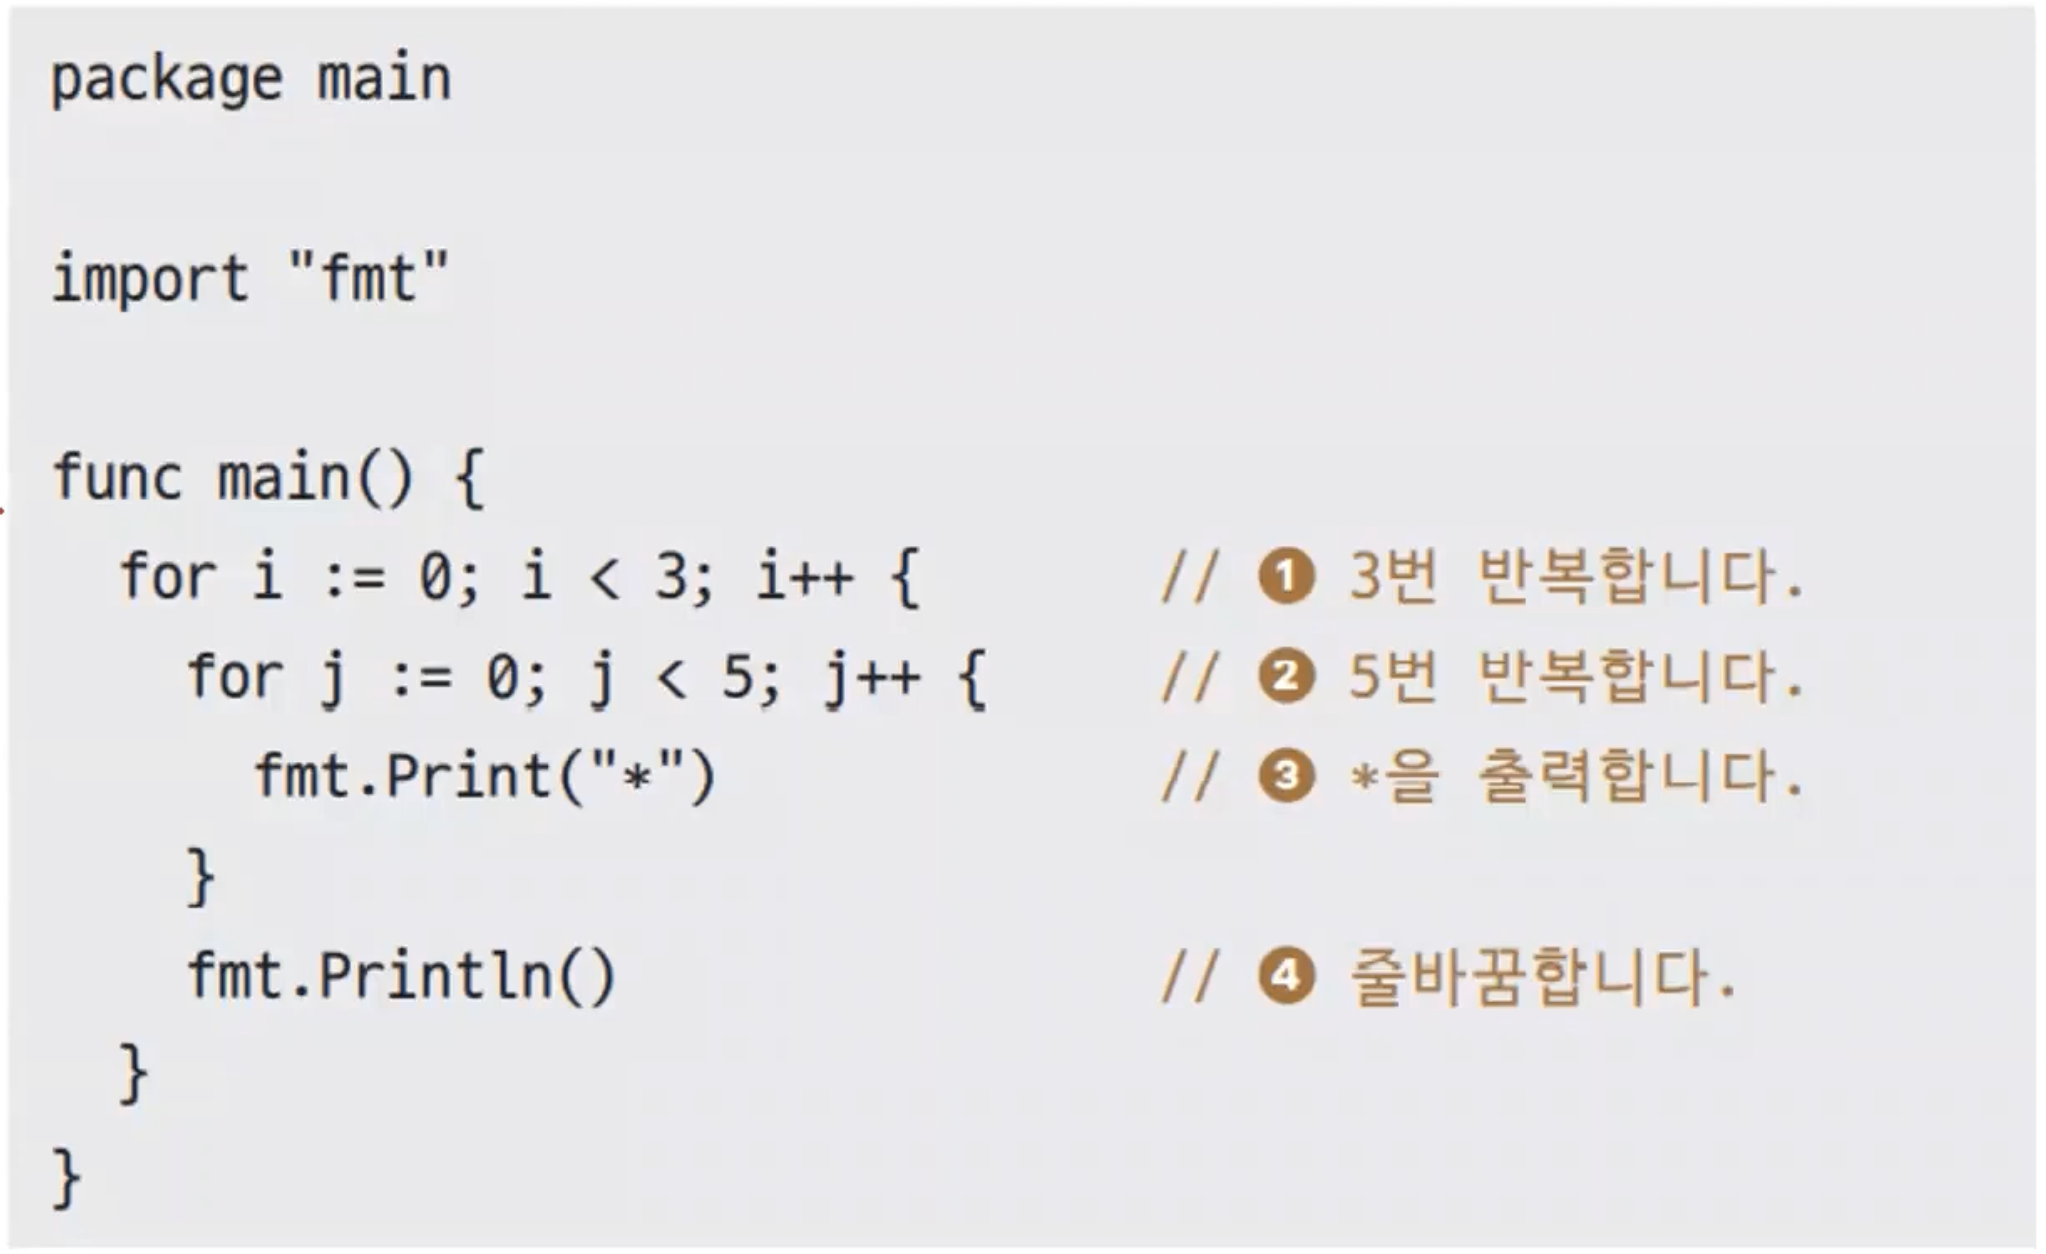 package main
import "fmt"
func main() {
  for i := 0; i < 3; i++ {    // ❶ 3번 반복합니다.
    for j := 0; j < 5; j++ {    // ❷ 5번 반복합니다.
      fmt.Print("*")    // ❸ *을 출력합니다.
    }
    fmt.Println()    // ❹ 줄바꿈합니다.
  }
}